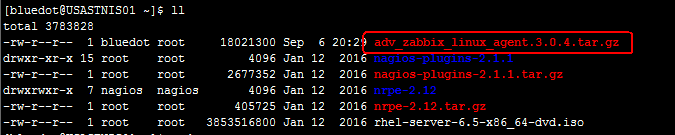 [bluedot@USASTNIS01 ~]$ ll
total 3783828
-rw-r--r-- 1 bluedot root 18021300 Sep 6 20:29 adv_zabbix_linux_agent.3.0.4.tar.gz
drwxr-xr-x 15 root root 4096 Jan 12 2016 nagios-plugins-2.1.1
-rw-r--r-- 1 root root 2677352 Jan 12 2016 nagios-plugins-2.1.1.tar.gz
drwxrwxr-x 7 nagios nagios 4096 Jan 12 2016 nrpe-2.12
-rw-r--r-- 1 root root 405725 Jan 12 2016 nrpe-2.12.tar.gz
-rw-r--r-- 1 root root 3853516800 Jan 12 2016 rhel-server-6.5-x86_64-dvd.iso